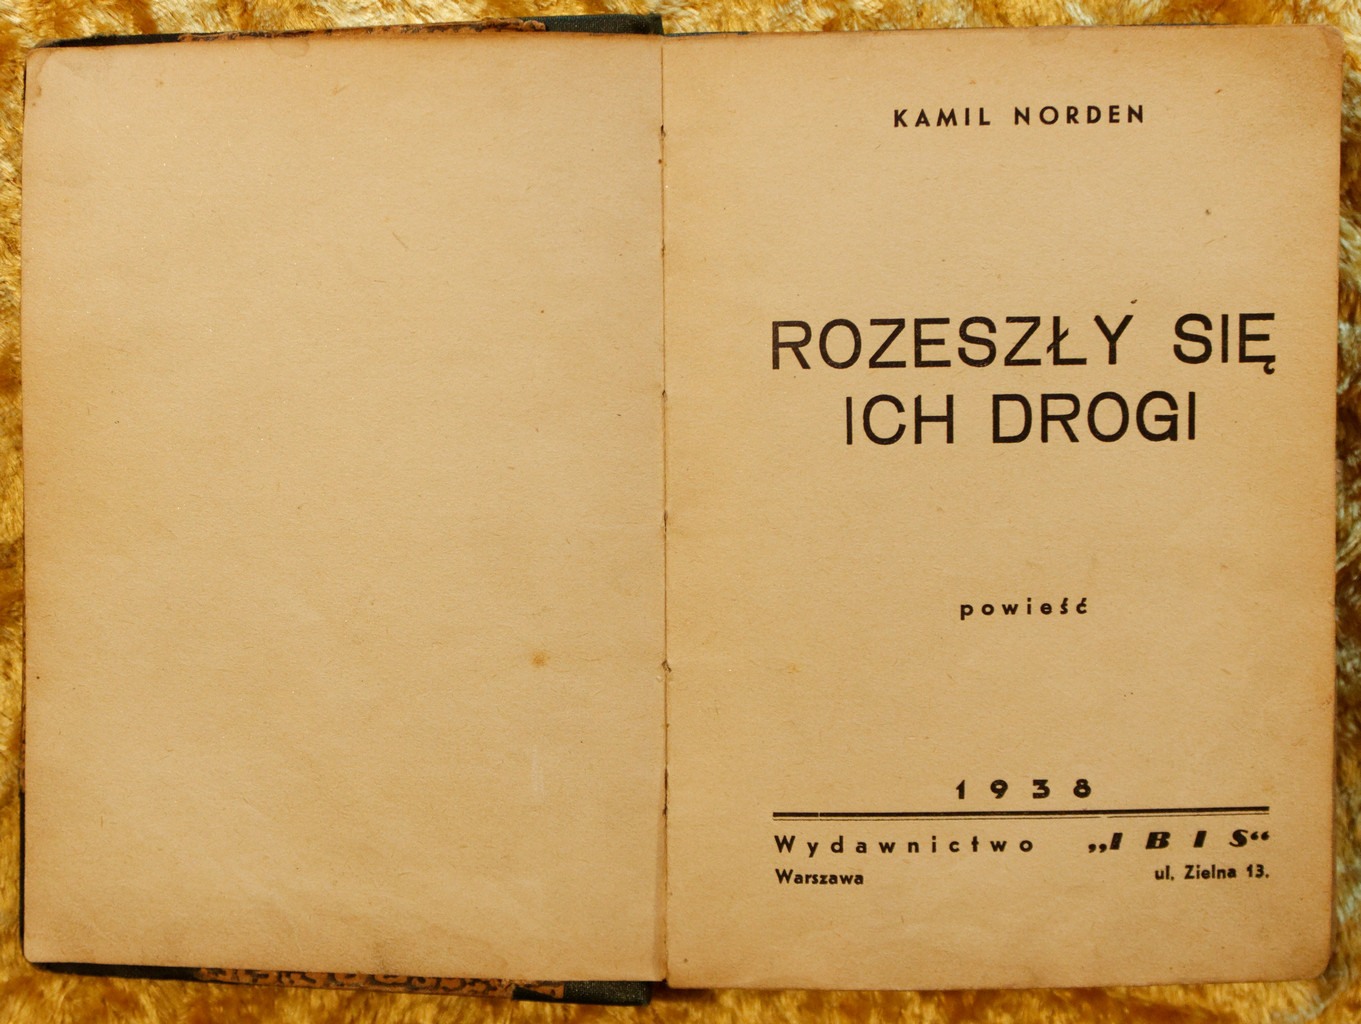 KAMIL NORDEN
ROZESZŁY SIĘ
ICH DROGI
powieść
1938
Wydawnictwo „IBIS“
Warszawa ul. Zielna 13.